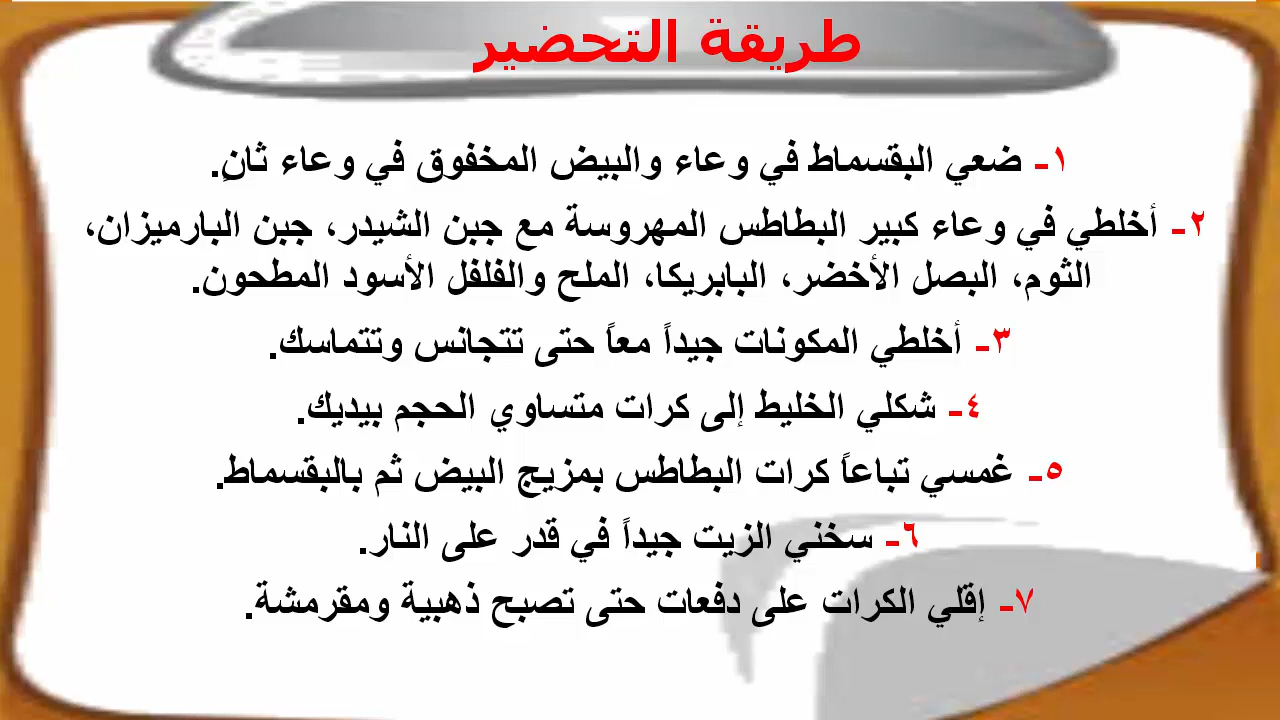 طريقة التحضير
١- ضعي البقسماط في وعاء والبيض المخفوق في وعاء ثانٍ.
٢- أخلطي في وعاء كبير البطاطس المهروسة مع جبن الشيدر، جبن البارميزان،
الثوم، البصل الأخضر، البابريكا، الملح والفلفل الأسود المطحون.
٣- أخلطي المكونات جيداً معاً حتى تتجانس وتتماسك.
٤- شكلي الخليط إلى كرات متساوي الحجم بيديك.
٥- غمسي تباعاً كرات البطاطس بمزيج البيض ثم بالبقسماط.
٦- سخني الزيت جيداً في قدر على النار.
٧- إقلي الكرات على دفعات حتى تصبح ذهبية ومقرمشة.